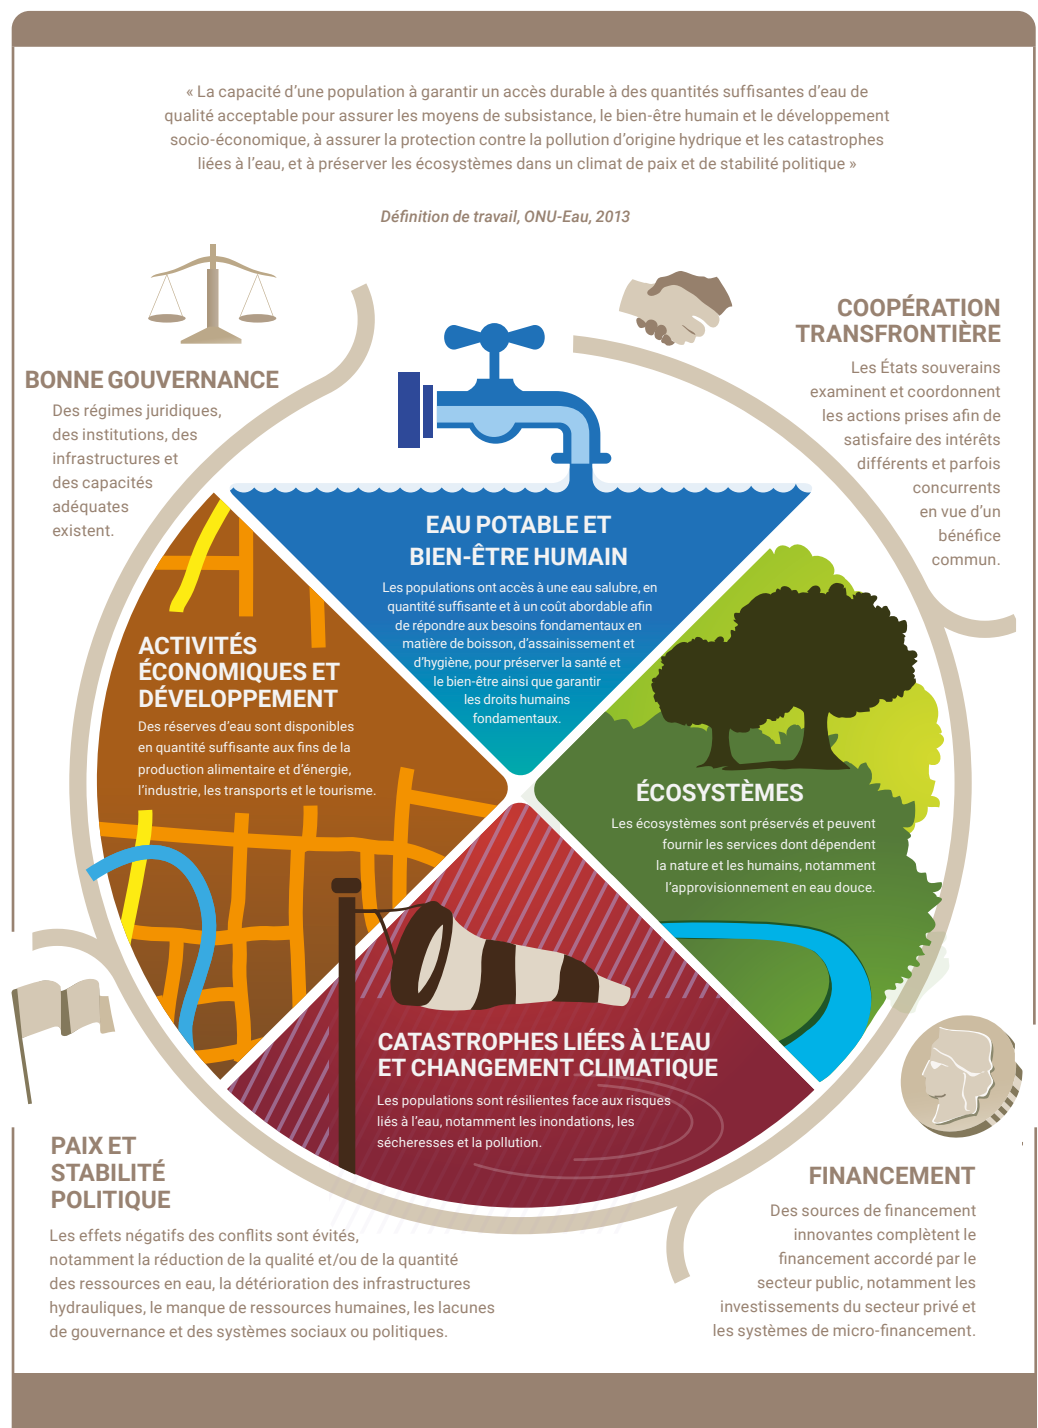 « La capacité d’une population à garantir un accès durable à des quantités suffisantes d’eau de
qualité acceptable pour assurer les moyens de subsistance, le bien-être humain et le développement
socio-économique, à assurer la protection contre la pollution d’origine hydrique et les catastrophes
liées à l’eau, et à préserver les écosystèmes dans un climat de paix et de stabilité politique »
Définition de travail, ONU-Eau, 2013
BONNE GOUVERNANCE
Des régimes juridiques,
des institutions, des
infrastructures et
des capacités
adéquates
existent.
COOPÉRATION
TRANSFRONTIÈRE
Les États souverains
examinent et coordonnent
les actions prises afin de
satisfaire des intérêts
différents et parfois
concurrents
en vue d’un
bénéfice
commun.
EAU POTABLE ET
BIEN-ÊTRE HUMAIN
Les populations ont accès à une eau salubre, en
quantité suffisante et à un coût abordable afin
de répondre aux besoins fondamentaux en
matière de boisson, d’assainissement et
d’hygiène, pour préserver la santé et
le bien-être ainsi que garantir
les droits humains
fondamentaux.
ACTIVITÉS
ÉCONOMIQUES ET
DÉVELOPPEMENT
Des réserves d’eau sont disponibles
en quantité suffisante aux fins de la
production alimentaire et d’énergie,
l’industrie, les transports et le tourisme.
ÉCOSYSTÈMES
Les écosystèmes sont préservés et peuvent
fournir les services dont dépendent
la nature et les humains, notamment
l’approvisionnement en eau douce.
CATASTROPHES LIÉES À L’EAU
ET CHANGEMENT CLIMATIQUE
Les populations sont résilientes face aux risques
liés à l’eau, notamment les inondations, les
sécheresses et la pollution.
PAIX ET
STABILITÉ
POLITIQUE
Les effets négatifs des conflits sont évités,
notamment la réduction de la qualité et/ou de la quantité
des ressources en eau, la détérioration des infrastructures
hydrauliques, le manque de ressources humaines, les lacunes
de gouvernance et des systèmes sociaux ou politiques.
FINANCEMENT
Des sources de financement
innovantes complètent le
financement accordé par le
secteur public, notamment les
investissements du secteur privé et
les systèmes de micro-financement.